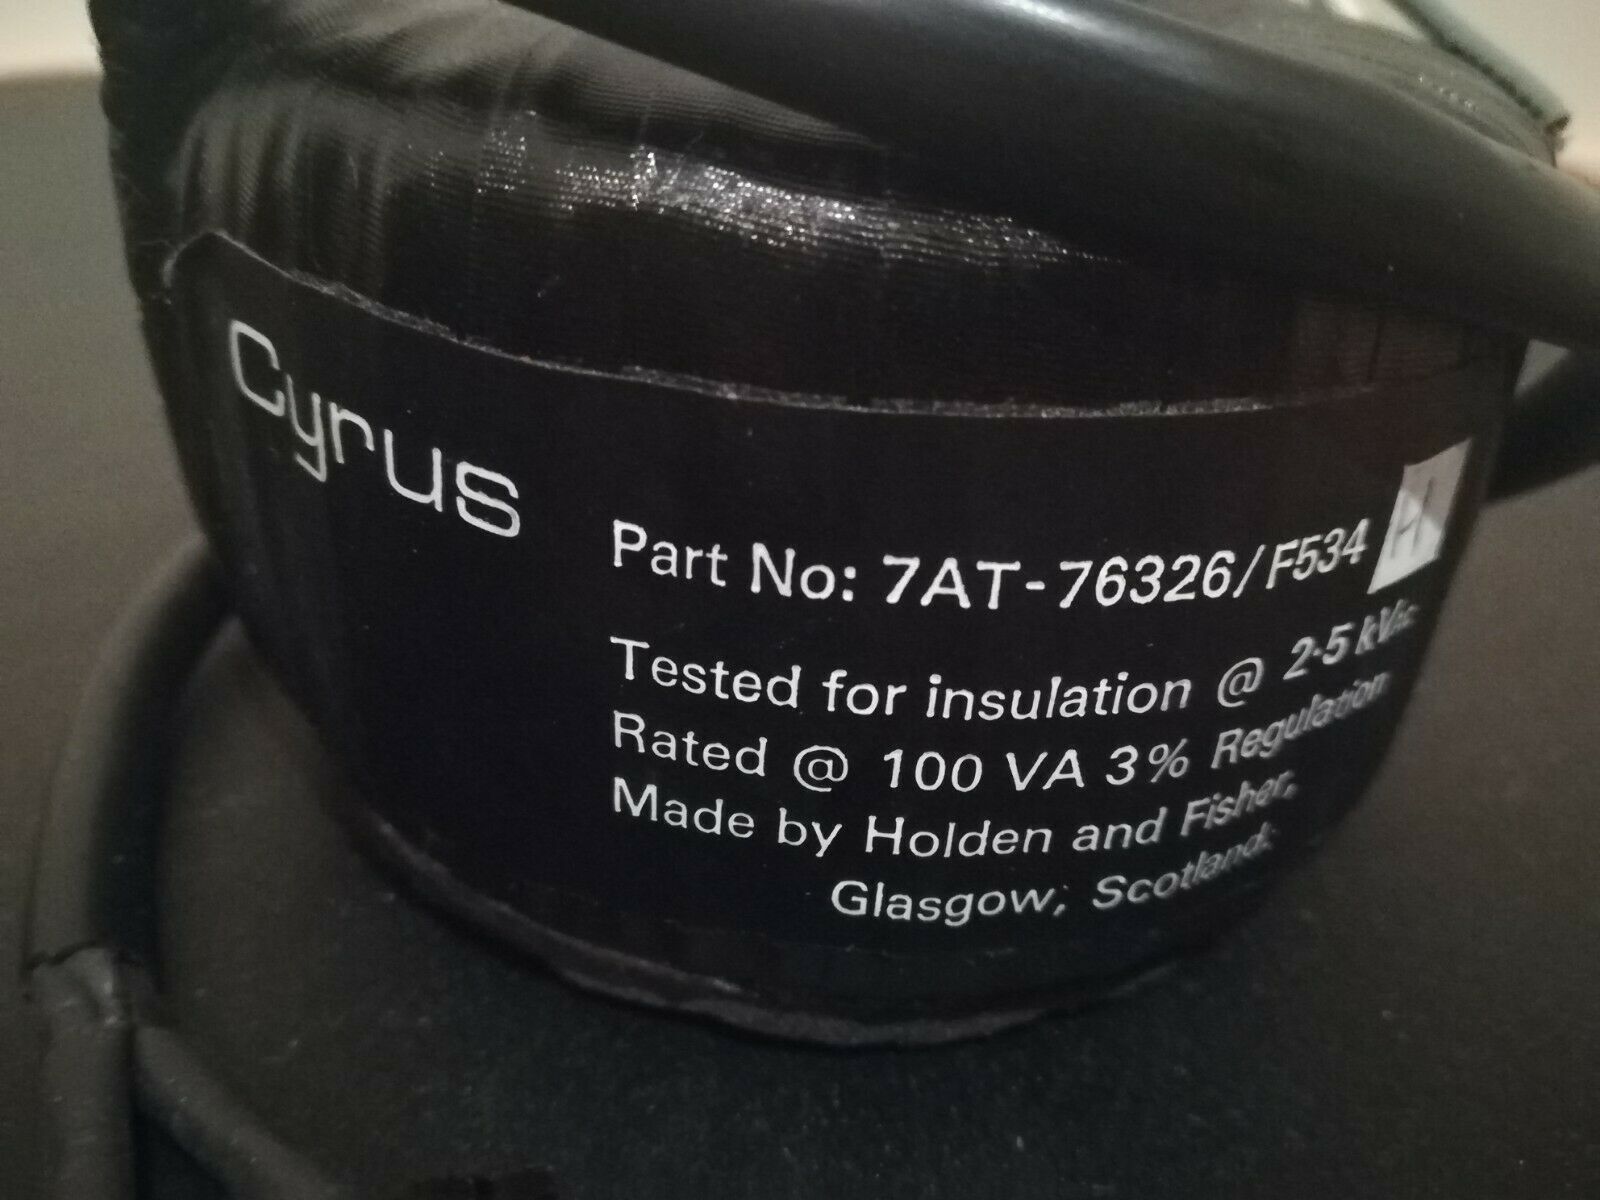 Cyrus
Part No: 7AT-76326/F534 H
Tested for insulation @ 2·5
Rated @ 100 VA 3% Regulation
Made by Holden and Fisher,
Glasgow, Scotland.